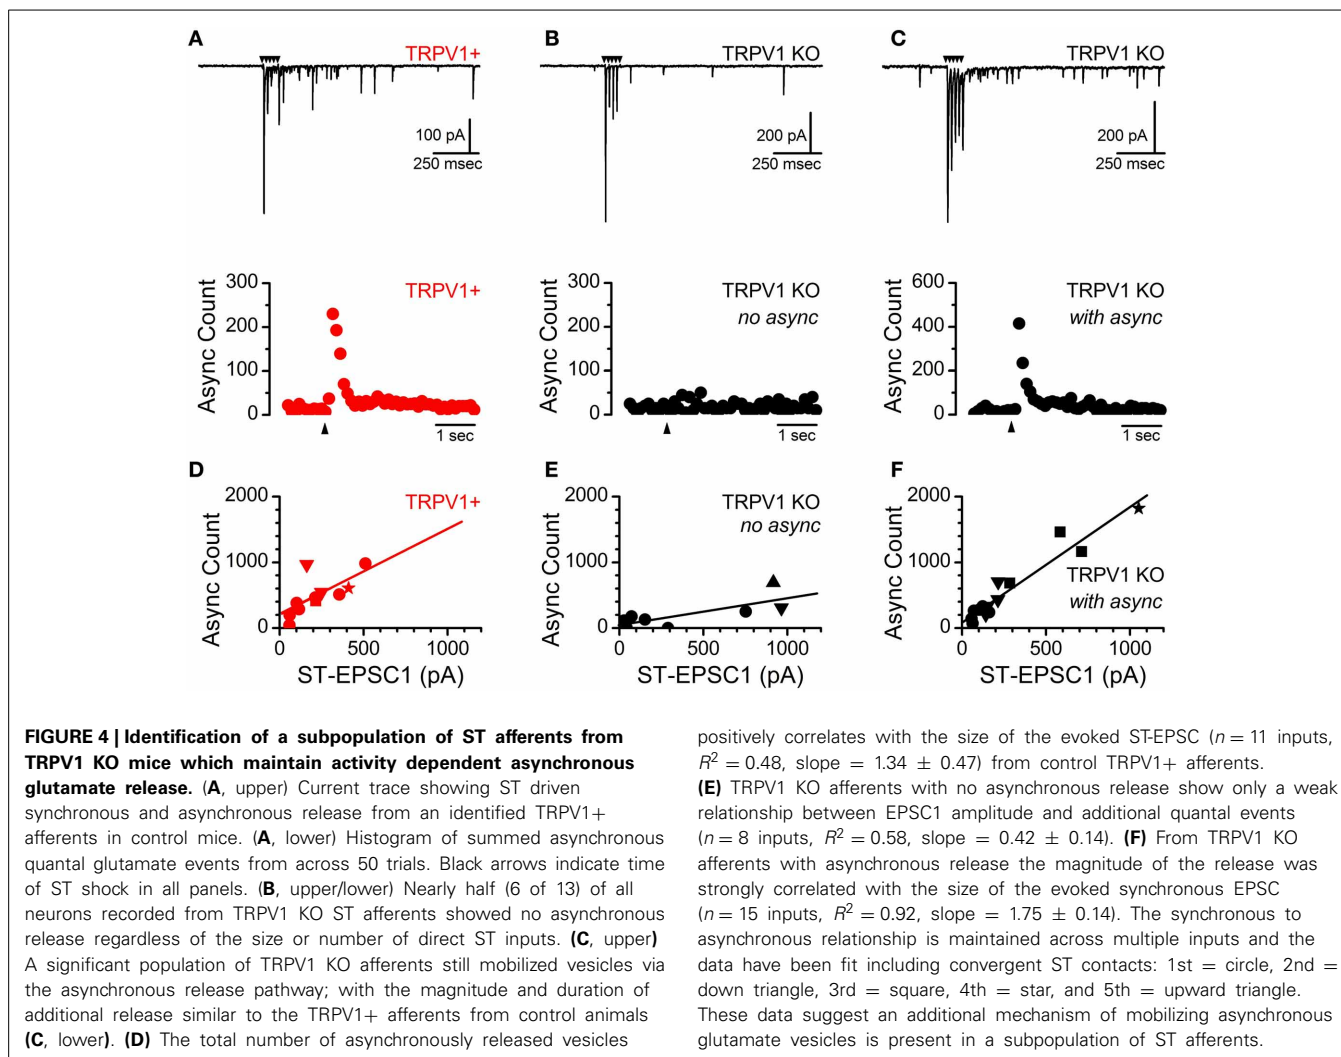 A
TRPV1+
100 pA
250 msec
B
TRPV1 KO
200 pA
250 msec
C
TRPV1 KO
200 pA
250 msec
Async Count
300
200
100
0
TRPV1+
1 sec
Async Count
300
200
100
0
TRPV1 KO
no async
1 sec
Async Count
600
400
200
0
TRPV1 KO
with async
1 sec
D
Async Count
2000
1000
0
TRPV1+
0 500 1000
ST-EPSC1 (pA)
E
Async Count
2000
1000
0
TRPV1 KO
no async
0 500 1000
ST-EPSC1 (pA)
F
Async Count
2000
1000
0
TRPV1 KO
with async
0 500 1000
ST-EPSC1 (pA)
FIGURE 4 | Identification of a subpopulation of ST afferents from
TRPV1 KO mice which maintain activity dependent asynchronous
glutamate release. (A, upper) Current trace showing ST driven
synchronous and asynchronous release from an identified TRPV1+
afferents in control mice. (A, lower) Histogram of summed asynchronous
quantal glutamate events from across 50 trials. Black arrows indicate time
of ST shock in all panels. (B, upper/lower) Nearly half (6 of 13) of all
neurons recorded from TRPV1 KO ST afferents showed no asynchronous
release regardless of the size or number of direct ST inputs. (C, upper)
A significant population of TRPV1 KO afferents still mobilized vesicles via
the asynchronous release pathway; with the magnitude and duration of
additional release similar to the TRPV1+ afferents from control animals
(C, lower). (D) The total number of asynchronously released vesicles
positively correlates with the size of the evoked ST-EPSC (n = 11 inputs,
R² = 0.48, slope = 1.34 ± 0.47) from control TRPV1+ afferents.
(E) TRPV1 KO afferents with no asynchronous release show only a weak
relationship between EPSC1 amplitude and additional quantal events
(n = 8 inputs, R² = 0.58, slope = 0.42 ± 0.14). (F) From TRPV1 KO
afferents with asynchronous release the magnitude of the release was
strongly correlated with the size of the evoked synchronous EPSC
(n = 15 inputs, R² = 0.92, slope = 1.75 ± 0.14). The synchronous to
asynchronous relationship is maintained across multiple inputs and the
data have been fit including convergent ST contacts: 1st = circle, 2nd =
down triangle, 3rd = square, 4th = star, and 5th = upward triangle.
These data suggest an additional mechanism of mobilizing asynchronous
glutamate vesicles is present in a subpopulation of ST afferents.